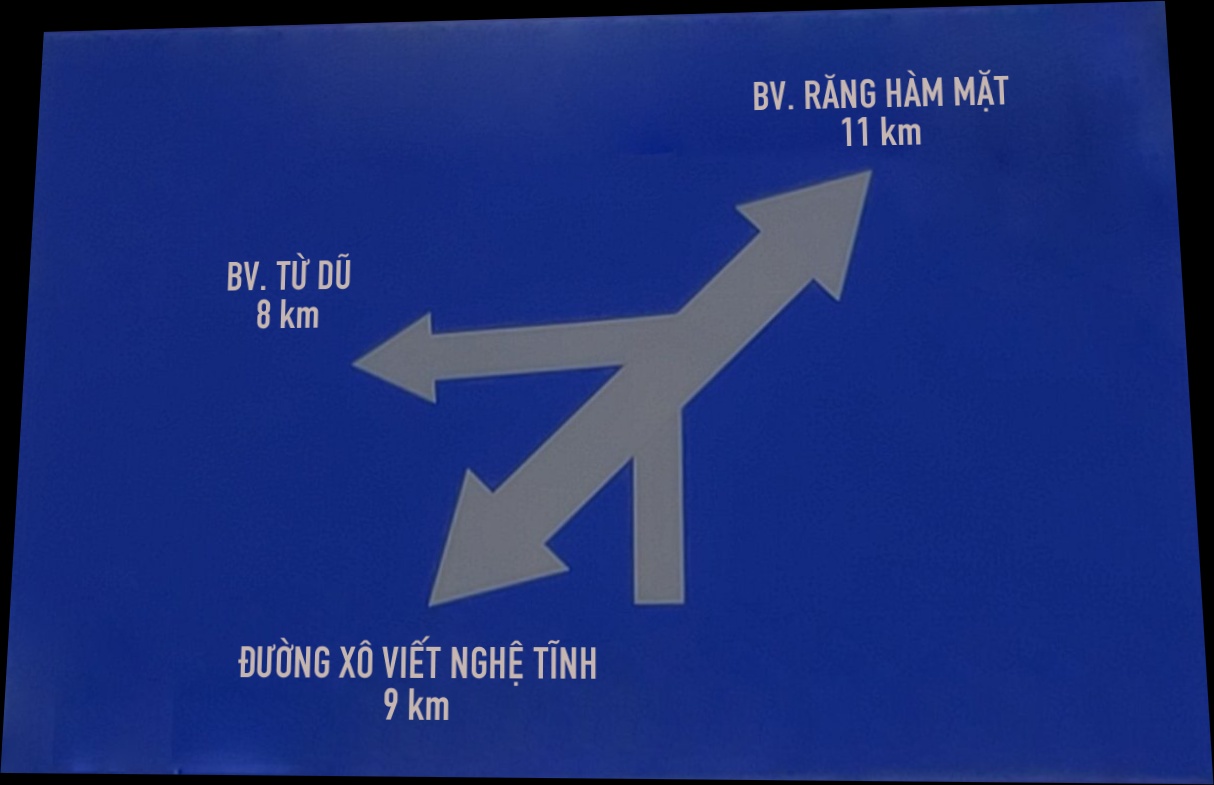 BV. RĂNG HÀM MẶT
11 km
BV. TỪ DŨ
8 km
ĐƯỜNG XÔ VIẾT NGHỆ TĨNH
9 km